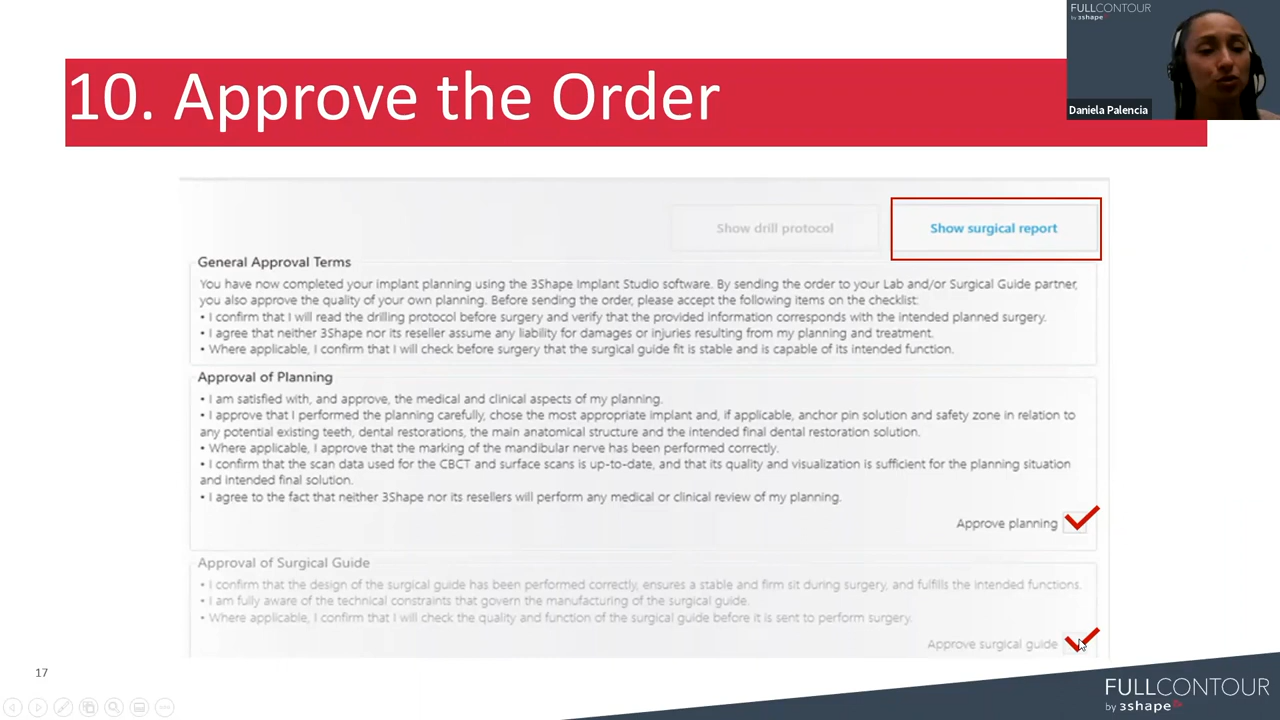 FULLCONTOUR
by 3shape
Daniela Palencia
10. Approve the Order
Show drill protocol
Show surgical report
General Approval Terms
You have now completed your implant planning using the 3Shape Implant Studio software. By sending the order to your Lab and/or Surgical Guide partner,
you also approve the quality of your own planning. Before sending the order, please accept the following items on the checklist:
• I confirm that I will read the drilling protocol before surgery and verify that the provided information corresponds with the intended planned surgery.
• I agree that neither 3Shape nor its reseller assume any liability for damages or injuries resulting from my planning and treatment.
• Where applicable, I confirm that I will check before surgery that the surgical guide fit is stable and is capable of its intended function.
Approval of Planning
• I am satisfied with, and approve, the medical and clinical aspects of my planning.
• I approve that I performed the planning carefully, chose the most appropriate implant and, if applicable, anchor pin solution and safety zone in relation to
any potential existing teeth, dental restorations, the main anatomical structure and the intended final dental restoration solution.
• Where applicable, I approve that the marking of the mandibular nerve has been performed correctly.
• I confirm that the scan data used for the CBCT and surface scans is up-to-date, and that its quality and visualization is sufficient for the planning situation
and intended final solution.
• I agree to the fact that neither 3Shape nor its resellers will perform any medical or clinical review of my planning.
Approve planning
Approval of Surgical Guide
• I confirm that the design of the surgical guide has been performed correctly, ensures a stable and firm sit during surgery, and fulfills the intended functions.
• I am fully aware of the technical constraints that govern the manufacturing of the surgical guide.
• Where applicable, I confirm that I will check the quality and function of the surgical guide before it is sent to perform surgery.
Approve surgical guide
17
FULLCONTOUR
by 3shape